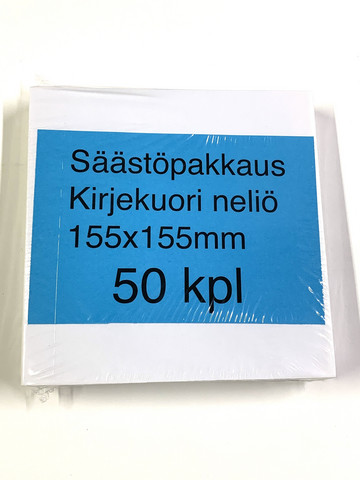 Säästöpakkaus
Kirjekuori neliö
155x155mm
50 kpl